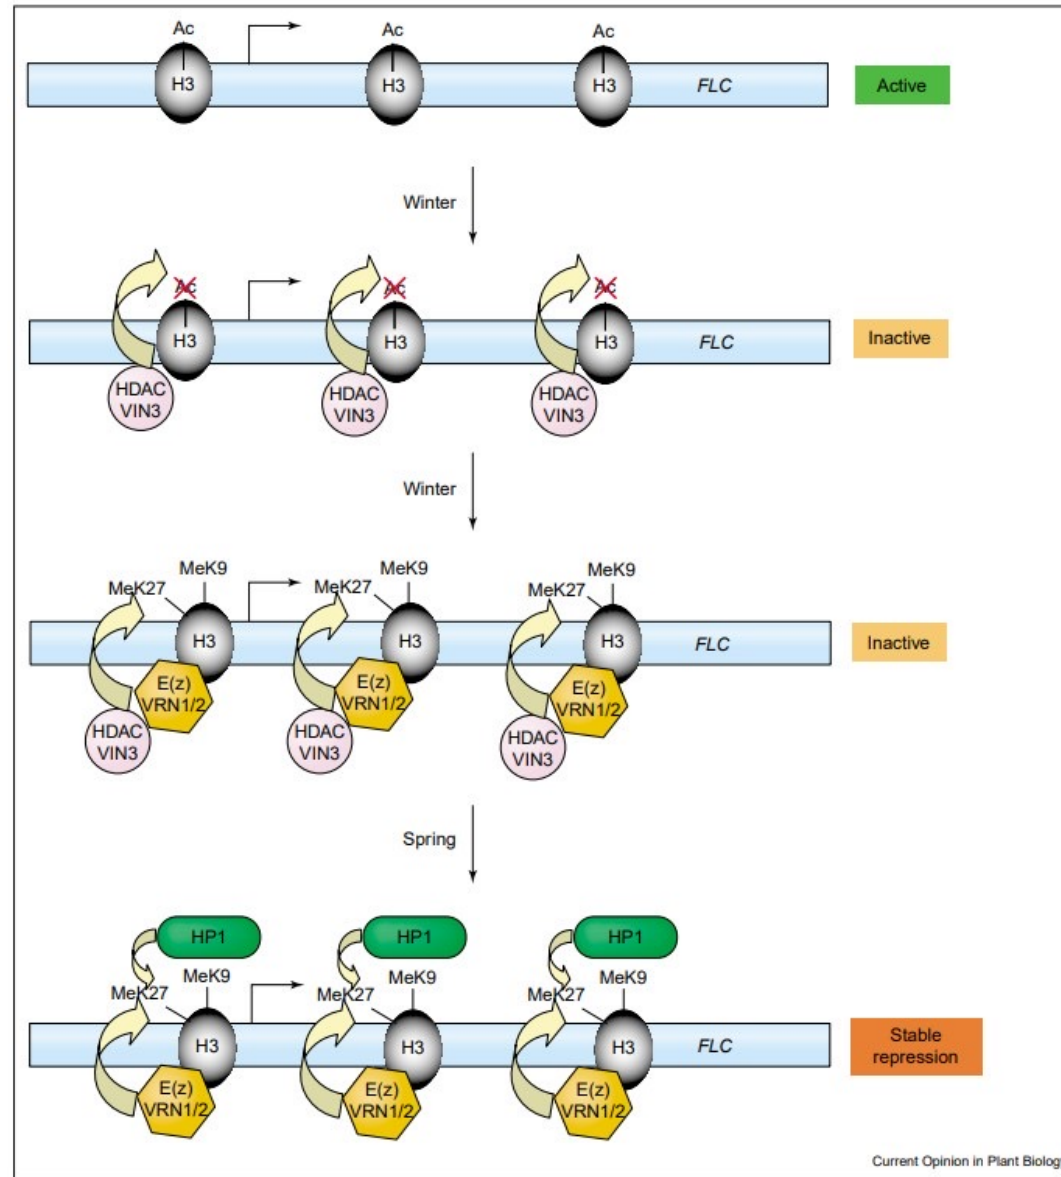 Ac Ac Ac
H3 H3 H3 FLC Active
Winter
Ac Ac Ac
H3 H3 H3 FLC Inactive
HDAC HDAC HDAC
VIN3 VIN3 VIN3
Winter
MeK9 MeK9 MeK9
MeK27 MeK27 MeK27
H3 H3 H3 FLC Inactive
E(z) E(z) E(z)
VRN1/2 VRN1/2 VRN1/2
HDAC HDAC HDAC
VIN3 VIN3 VIN3
Spring
HP1 HP1 HP1
MeK9 MeK9 MeK9
MeK27 MeK27 MeK27
H3 H3 H3 FLC Stable
repression
E(z) E(z) E(z)
VRN1/2 VRN1/2 VRN1/2
Current Opinion in Plant Biology